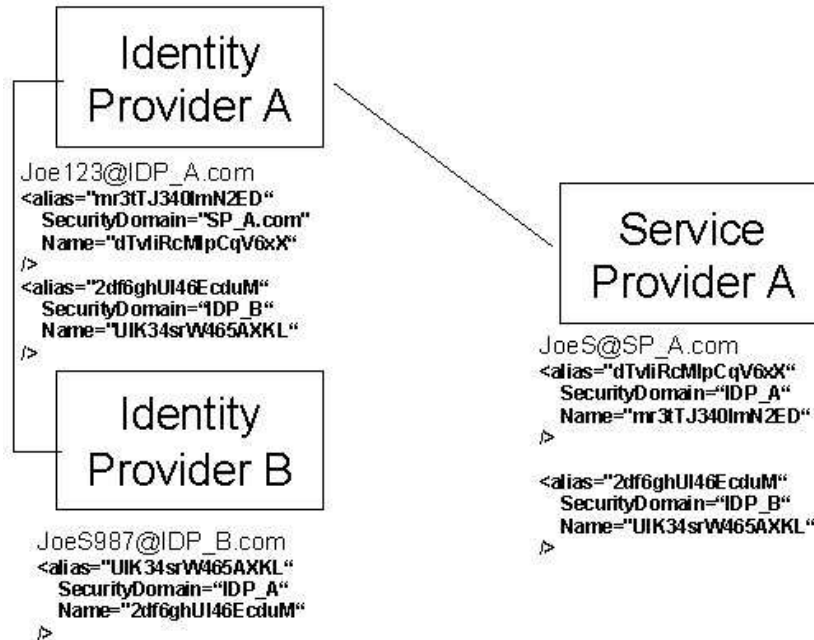 Identity
Provider A
Joe123@IDP_A.com
<alias="mr3tTJ340ImN2ED“
SecurityDomain="SP_A.com"
Name="dTvIiRcMIpCqV6xX“
/>
<alias="2df6ghUI46EcduM“
SecurityDomain=“IDP_B“
Name="UIK34srW465AXKL“
/>
Identity
Provider B
JoeS987@IDP_B.com
<alias="UIK34srW465AXKL“
SecurityDomain=“IDP_A“
Name="2df6ghUI46EcduM“
/>
Service
Provider A
JoeS@SP_A.com
<alias="dTvIiRcMIpCqV6xX“
SecurityDomain=“IDP_A“
Name="mr3tTJ340ImN2ED“
/>
<alias="2df6ghUI46EcduM“
SecurityDomain=“IDP_B“
Name="UIK34srW465AXKL“
/>